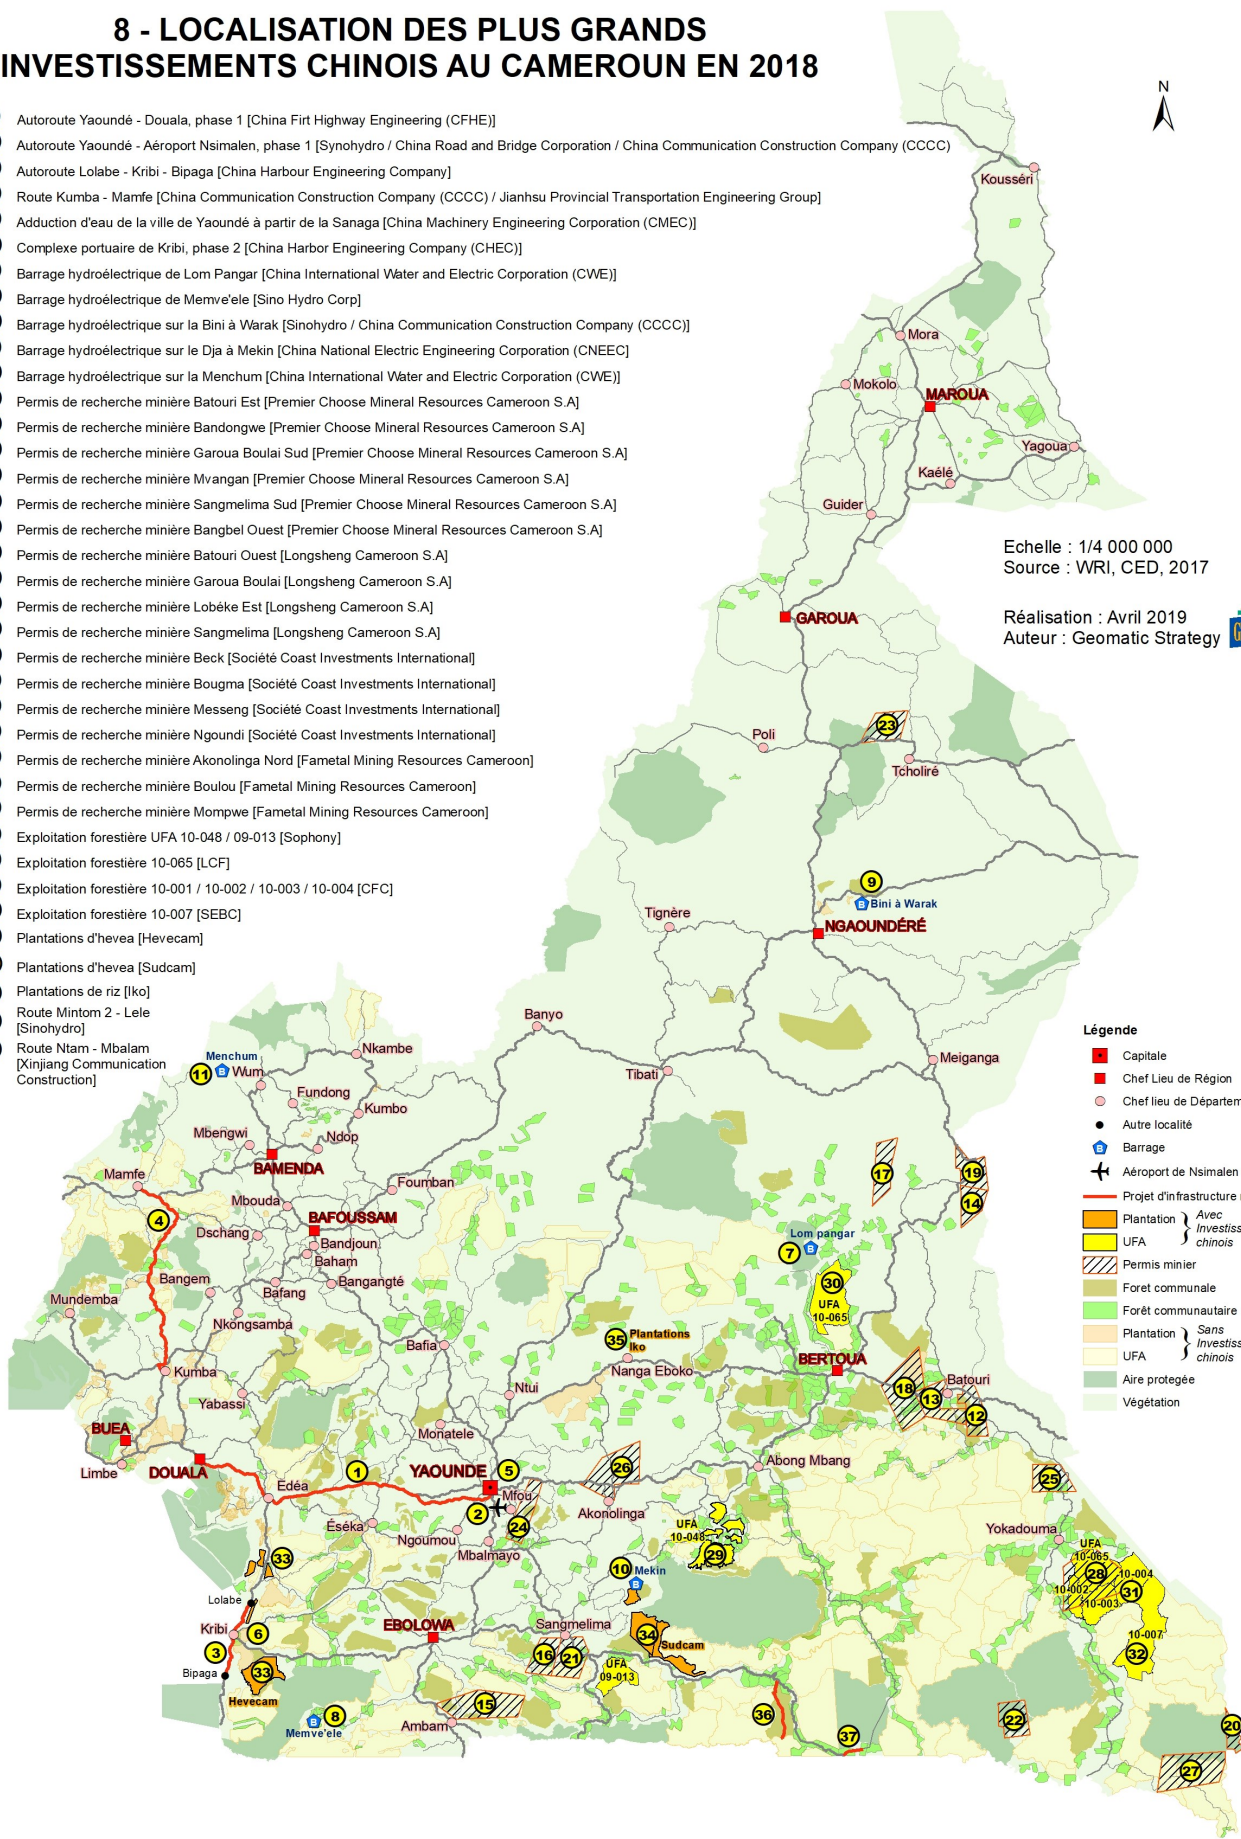 8 - LOCALISATION DES PLUS GRANDS
INVESTISSEMENTS CHINOIS AU CAMEROUN EN 2018
Autoroute Yaoundé - Douala, phase 1 [China Firt Highway Engineering (CFHE)]
Autoroute Yaoundé - Aéroport Nsimalen, phase 1 [Synohydro / China Road and Bridge Corporation / China Communication Construction Company (CCCC)
Autoroute Lolabe - Kribi - Bipaga [China Harbour Engineering Company]
Route Kumba - Mamfe [China Communication Construction Company (CCCC) / Jianhsu Provincial Transportation Engineering Group]
Adduction d'eau de la ville de Yaoundé à partir de la Sanaga [China Machinery Engineering Corporation (CMEC)]
Complexe portuaire de Kribi, phase 2 [China Harbor Engineering Company (CHEC)]
Barrage hydroélectrique de Lom Pangar [China International Water and Electric Corporation (CWE)]
Barrage hydroélectrique de Memve'ele [Sino Hydro Corp]
Barrage hydroélectrique sur la Bini à Warak [Sinohydro / China Communication Construction Company (CCCC)]
Barrage hydroélectrique sur le Dja à Mekin [China National Electric Engineering Corporation (CNEEC]
Barrage hydroélectrique sur la Menchum [China International Water and Electric Corporation (CWE)]
Permis de recherche minière Batouri Est [Premier Choose Mineral Resources Cameroon S.A]
Permis de recherche minière Bandongwe [Premier Choose Mineral Resources Cameroon S.A]
Permis de recherche minière Garoua Boulai Sud [Premier Choose Mineral Resources Cameroon S.A]
Permis de recherche minière Mvangan [Premier Choose Mineral Resources Cameroon S.A]
Permis de recherche minière Sangmelima Sud [Premier Choose Mineral Resources Cameroon S.A]
Permis de recherche minière Bangbel Ouest [Premier Choose Mineral Resources Cameroon S.A]
Permis de recherche minière Batouri Ouest [Longsheng Cameroon S.A]
Permis de recherche minière Garoua Boulai [Longsheng Cameroon S.A]
Permis de recherche minière Lobéke Est [Longsheng Cameroon S.A]
Permis de recherche minière Sangmelima [Longsheng Cameroon S.A]
Permis de recherche minière Beck [Société Coast Investments International]
Permis de recherche minière Bougma [Société Coast Investments International]
Permis de recherche minière Messeng [Société Coast Investments International]
Permis de recherche minière Ngoundi [Société Coast Investments International]
Permis de recherche minière Akonolinga Nord [Fametal Mining Resources Cameroon]
Permis de recherche minière Boulou [Fametal Mining Resources Cameroon]
Permis de recherche minière Mompwe [Fametal Mining Resources Cameroon]
Exploitation forestière UFA 10-048 / 09-013 [Sophony]
Exploitation forestière 10-065 [LCF]
Exploitation forestière 10-001 / 10-002 / 10-003 / 10-004 [CFC]
Exploitation forestière 10-007 [SEBC]
Plantations d'hevea [Hevecam]
Plantations d'hevea [Sudcam]
Plantations de riz [Iko]
Route Mintom 2 - Lele
[Sinohydro]
Route Ntam - Mbalam
[Xinjiang Communication
Construction]
N
Kousséri
Mora
Mokolo
MAROUA
Yagoua
Kaélé
Guider
Echelle : 1/4 000 000
Source : WRI, CED, 2017
Réalisation : Avril 2019
Auteur : Geomatic Strategy
GAROUA
23
Poli
Tcholiré
9
B Bini à Warak
Tignère
NGAOUNDÉRÉ
Banyo
Tibati
Meiganga
Nkambe
Menchum
11
B
Wum
Fundong
Kumbo
Mbengwi
Ndop
BAMENDA
Mamfe
Foumban
Mbouda
4
BAFOUSSAM
Dschang
Bandjoun
Baham
Bangem
Bafang
Bangangté
Mundemba
Nkongsamba
Bafia
Kumba
Yabassi
17
19
14
Lom pangar
7
B
30
UFA
10-065
35
Plantations
Iko
Nanga Eboko
BERTOUA
18
13
12
Batouri
Ntui
Monatele
BUEA
Limbe
DOUALA
Edéa
1
YAOUNDE
5
Mfou
2
24
26
Akonolinga
Abong Mbang
25
Éséka
Ngoumou
Mbalmayo
UFA
10-048
29
Yokadouma
UFA
10-065
28
10-004
10-002
31
10-003
10-007
32
33
10
Mekin
B
Lolabe
Kribi
6
3
Bipaga
33
Hevecam
EBOLOWA
Sangmelima
34
Sudcam
16
21
UFA
09-013
15
8
B
Memve'ele
Ambam
36
37
22
20
27
Légende
Capitale
Chef Lieu de Région
Chef lieu de Départem
Autre localité
B
Barrage
Aéroport de Nsimalen
Projet d'infrastructure
Plantation
UFA
Avec
Investiss
chinois
Permis minier
Foret communale
Forêt communautaire
Plantation
UFA
Sans
Investiss
chinois
Aire protegée
Végétation